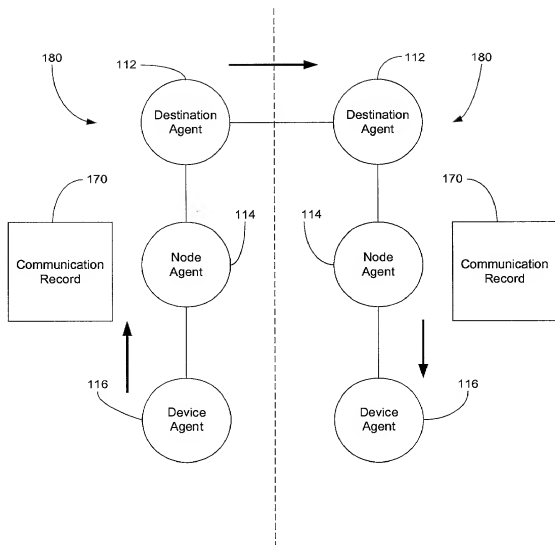 112
112
180
180
Destination
Agent
Destination
Agent
170
170
114
114
Communication
Record
Node
Agent
Node
Agent
Communication
Record
116
116
Device
Agent
Device
Agent